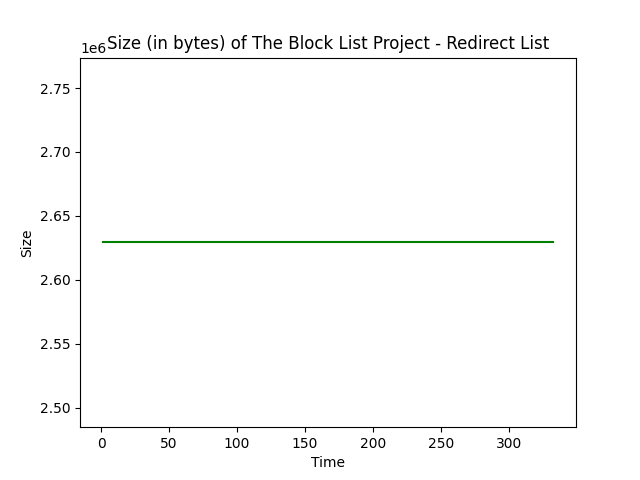 Size (in bytes) of The Block List Project - Redirect List
1e6
2.75
2.70
2.65
2.60
2.55
2.50
Size
0 50 100 150 200 250 300
Time